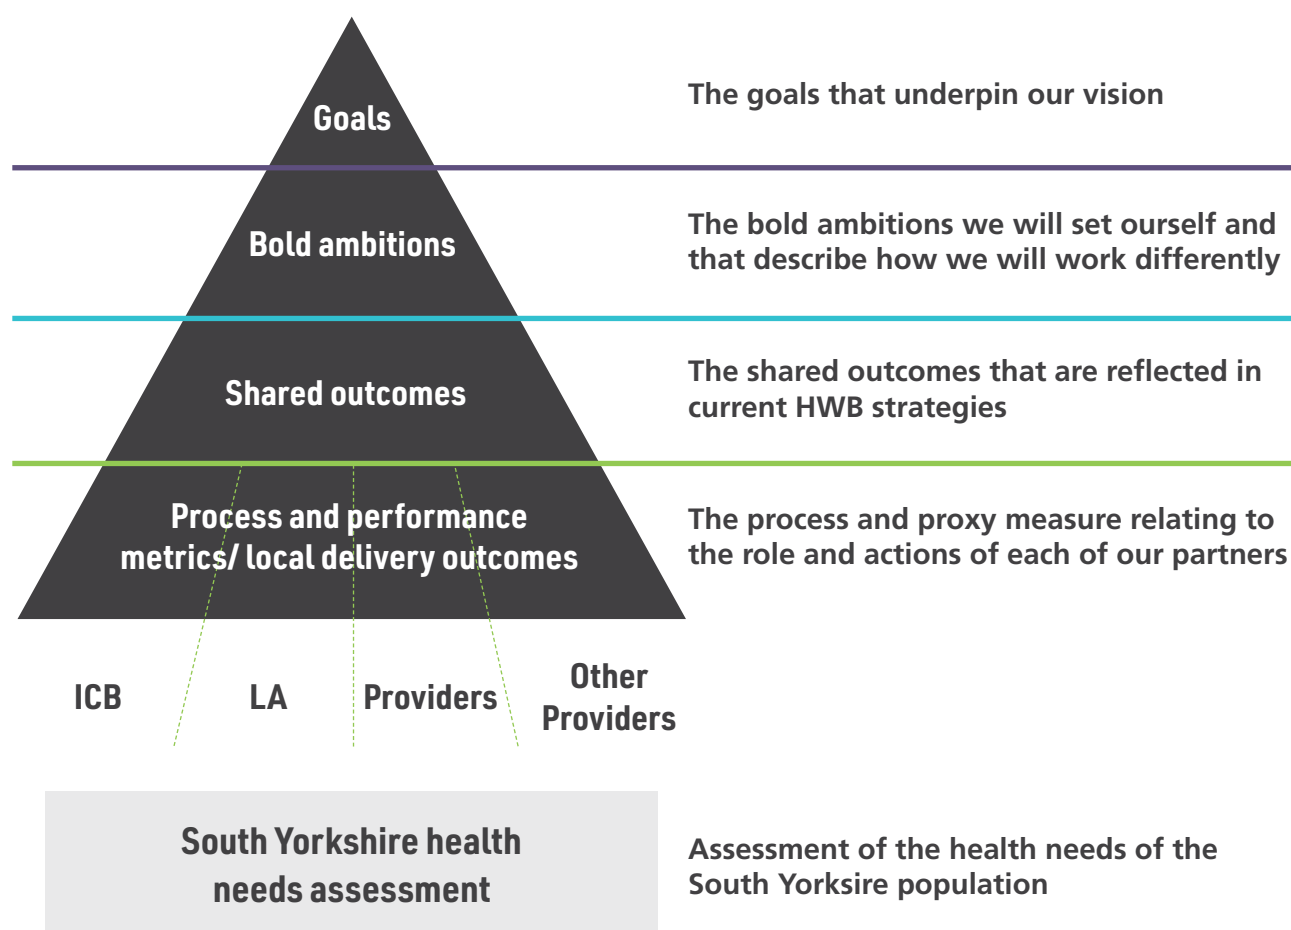 Goals
The goals that underpin our vision
Bold ambitions
The bold ambitions we will set ourself and
that describe how we will work differently
Shared outcomes
The shared outcomes that are reflected in
current HWB strategies
Process and performance
metrics/ local delivery outcomes
The process and proxy measure relating to
the role and actions of each of our partners
ICB
LA
Providers
Other
Providers
South Yorkshire health
needs assessment
Assessment of the health needs of the
South Yorksire population